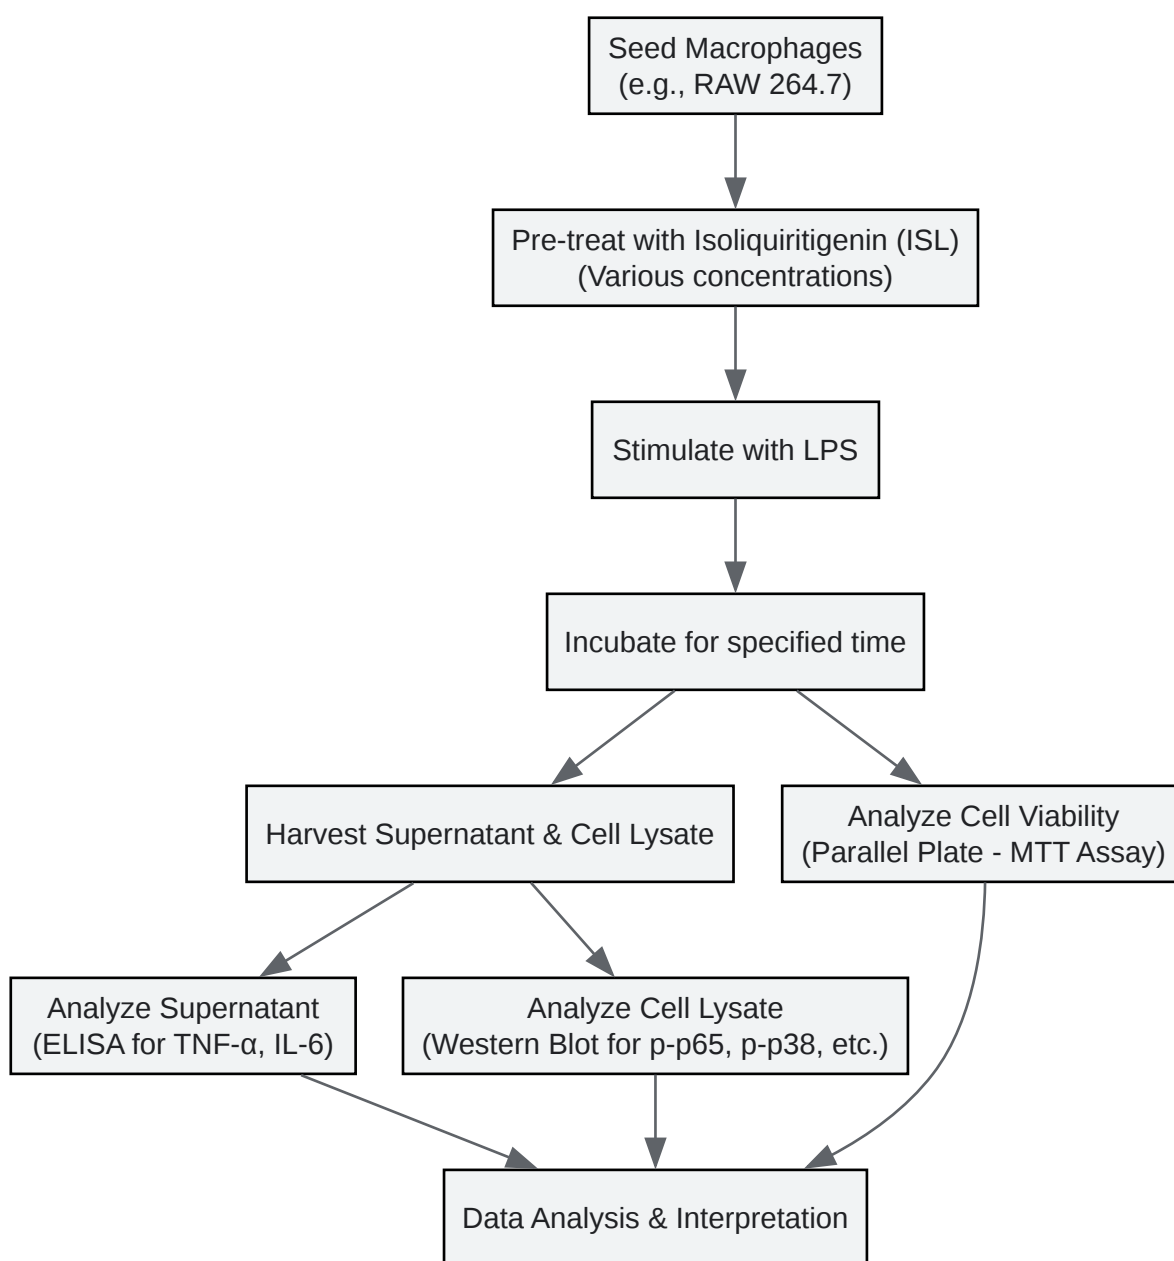 Seed Macrophages
(e.g., RAW 264.7)
Pre-treat with Isoliquiritigenin (ISL)
(Various concentrations)
Stimulate with LPS
Incubate for specified time
Harvest Supernatant & Cell Lysate
Analyze Cell Viability
(Parallel Plate - MTT Assay)
Analyze Supernatant
(ELISA for TNF-α, IL-6)
Analyze Cell Lysate
(Western Blot for p-p65, p-p38, etc.)
Data Analysis & Interpretation